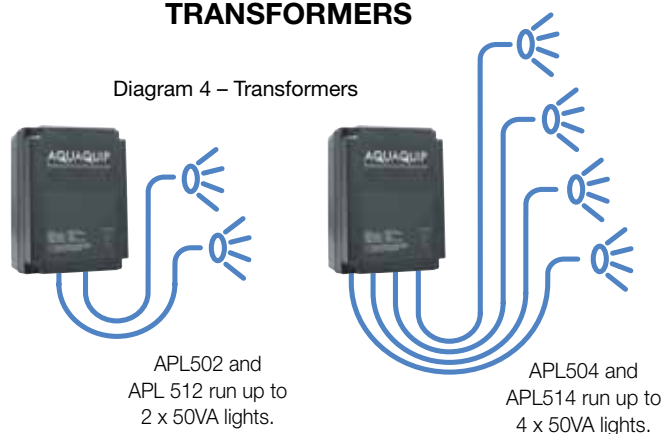 TRANSFORMERS
Diagram 4 – Transformers
AQUAQUIP
AQUAQUIP
APL502 and
APL 512 run up to
2 x 50VA lights.
APL504 and
APL514 run up to
4 x 50VA lights.